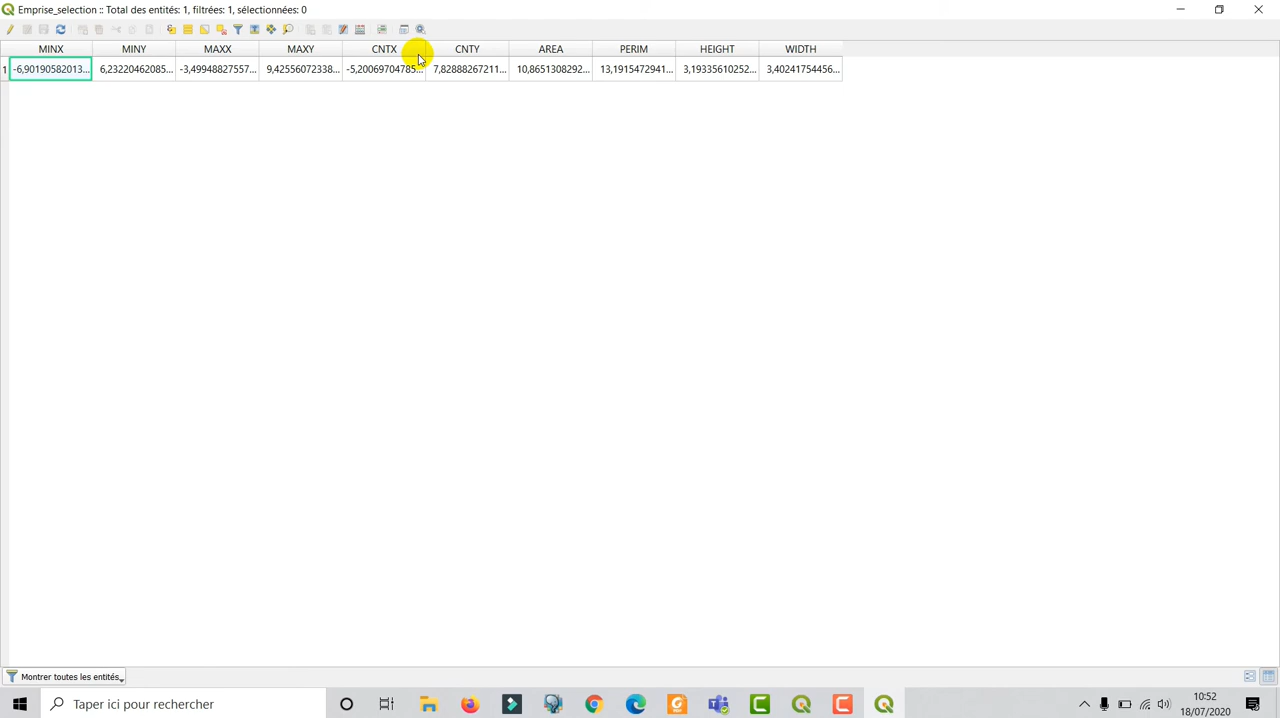 Emprise_selection :: Total des entités: 1, filtrées: 1, sélectionnées: 0
MINX MINY MAXX MAXY CNTX CNTY AREA PERIM HEIGHT WIDTH
1 -6,90190582013... 6,23220462085... -3,49948827557... 9,42556072338... -5,20069704785... 7,82888267211... 10,8651308292... 13,1915472941... 3,19335610252... 3,40241754456...
Montrer toutes les entités
Taper ici pour rechercher
10:52
18/07/2020